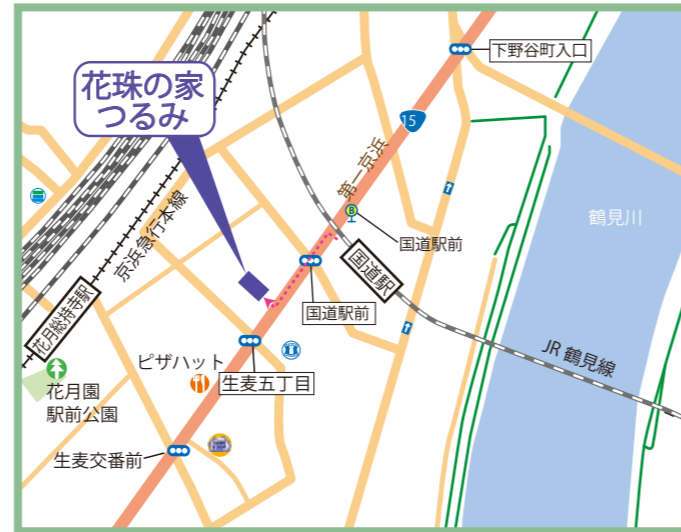 下野谷町入口
花珠の家
つるみ
15
第一京浜
B
国道駅前
鶴見川
京浜急行本線
国道駅
国道駅前
花月総持寺駅
JR 鶴見線
ピザハット
生麦五丁目
花月園
駅前公園
生麦交番前